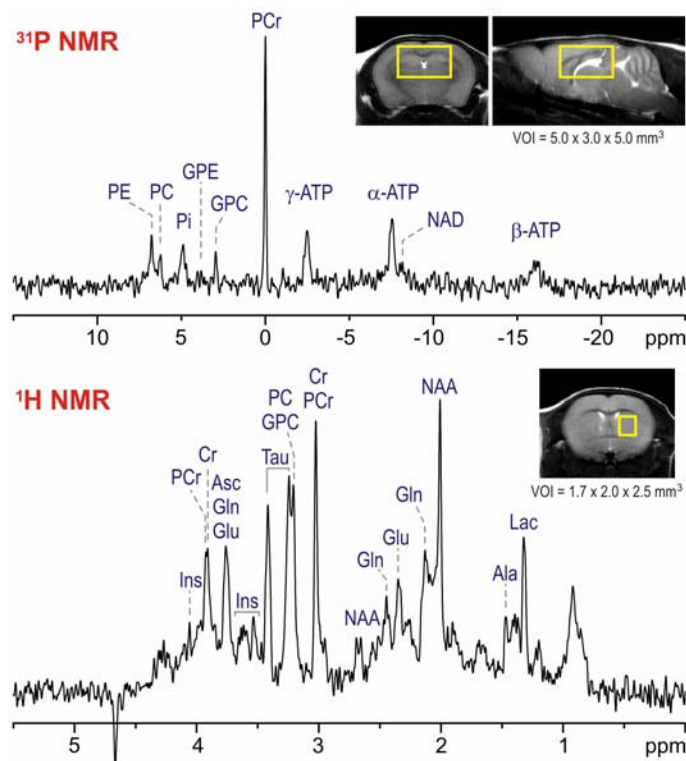 ³¹P NMR
PCr
GPE
PE
PC
Pi
GPC
γ-ATP
α-ATP
NAD
β-ATP
VOI = 5.0 x 3.0 x 5.0 mm³
10
5
0
-5
-10
-15
-20
ppm
¹H NMR
Cr
PCr
PC
GPC
NAA
Cr
PCr
Asc
Gln
Glu
Tau
Ins
Ins
NAA
Gln
Glu
Gln
Ala
Lac
VOI = 1.7 x 2.0 x 2.5 mm³
5
4
3
2
1
ppm